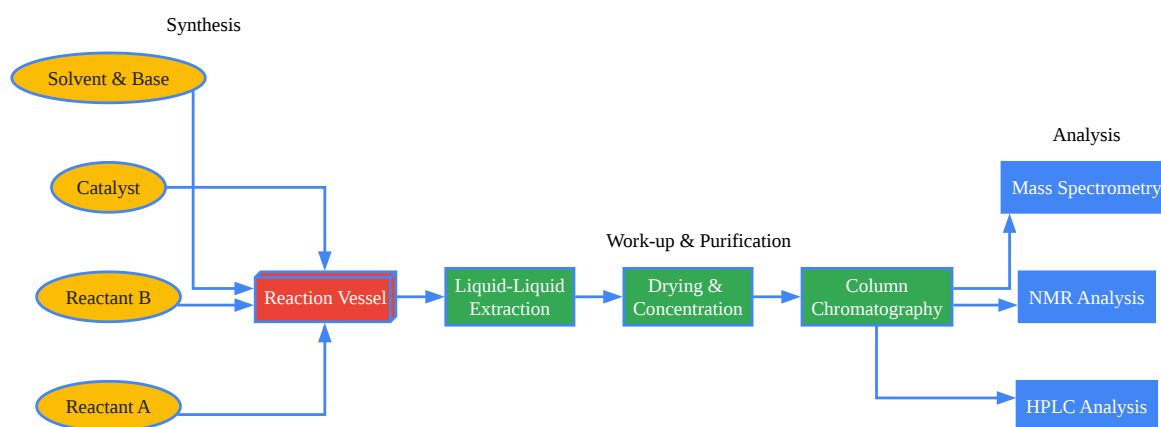 Synthesis
Solvent & Base
Catalyst
Reactant B
Reactant A
Reaction Vessel
Work-up & Purification
Liquid-Liquid
Extraction
Drying &
Concentration
Column
Chromatography
Analysis
Mass Spectrometry
NMR Analysis
HPLC Analysis